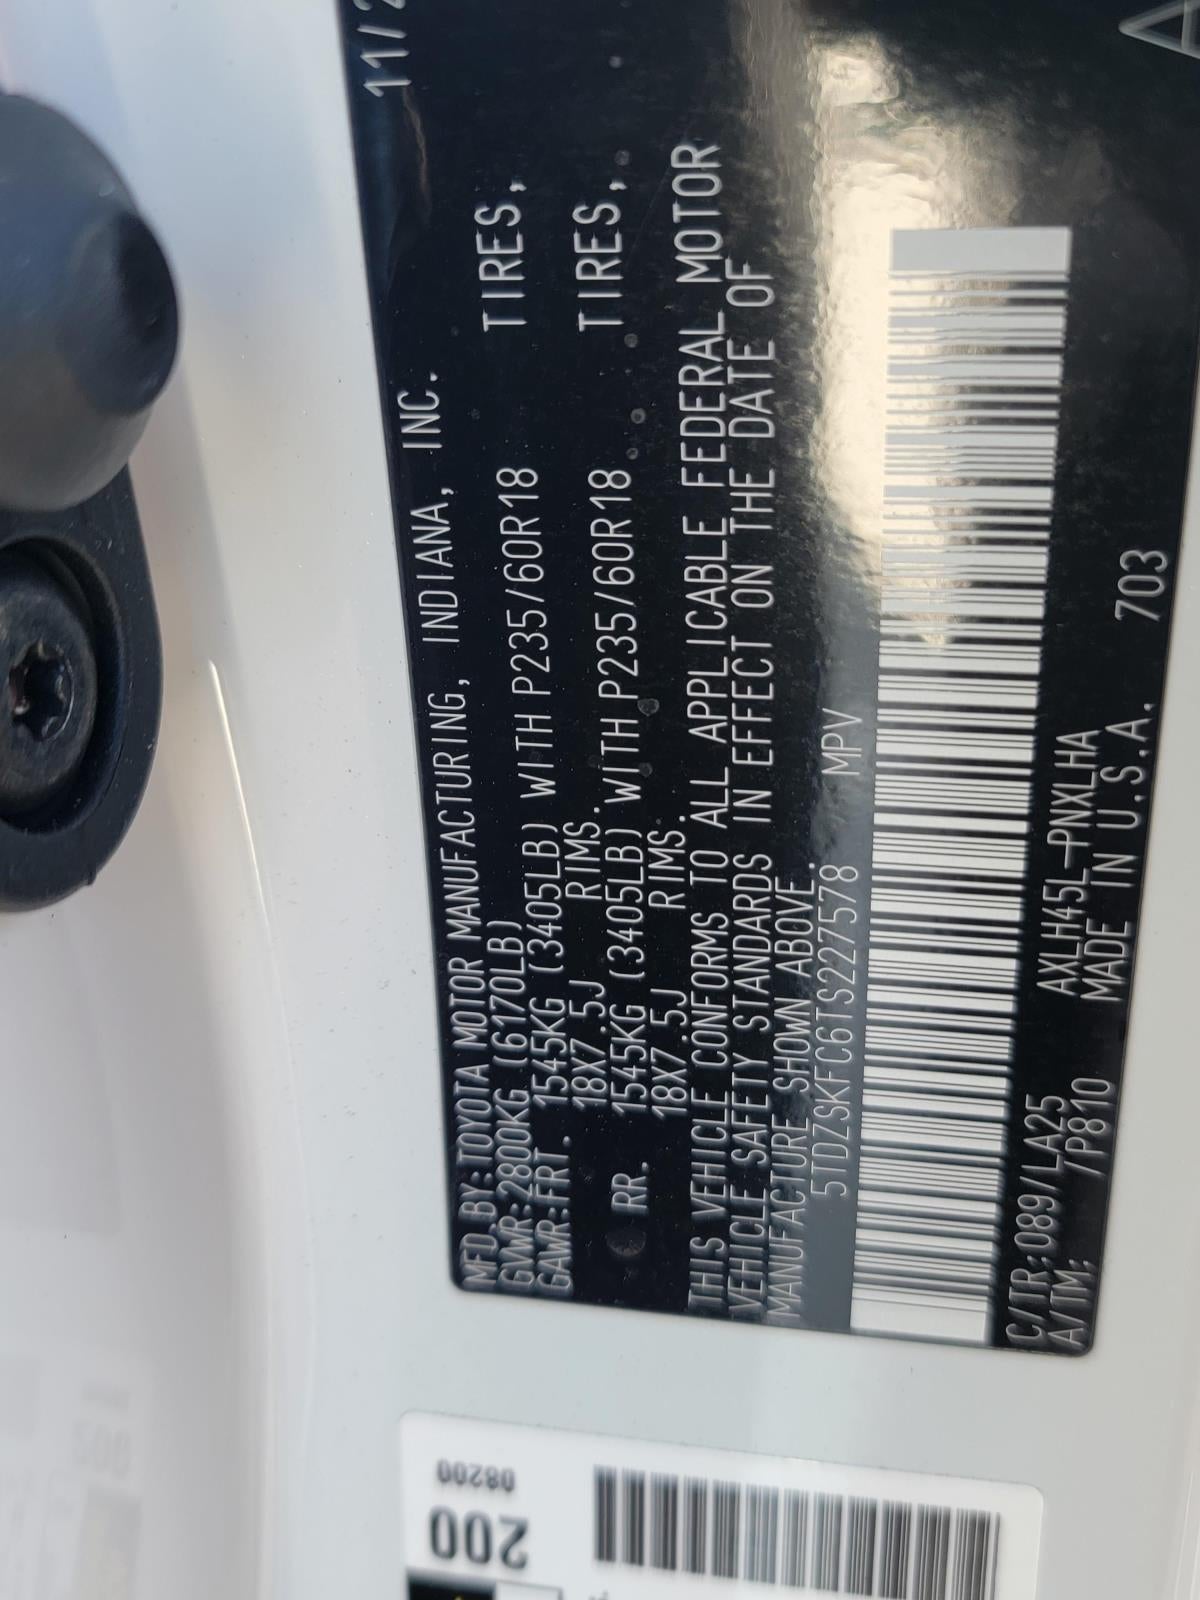 11/2
MFD.BY:TOYOTA MOTOR MANUFACTURING, INDIANA, INC.
GVWR:2800KG (6170LB)
GAWR:FRT. 1545KG (3405LB) WITH P235/60R18 TIRES,
18X7.5J RIMS.
RR. 1545KG (3405LB) WITH P235/60R18 TIRES,
18X7.5J RIMS.
THIS VEHICLE CONFORMS TO ALL APPLICABLE FEDERAL MOTOR
VEHICLE SAFETY STANDARDS IN EFFECT ON THE DATE OF
MANUFACTURE SHOWN ABOVE.
5TDZSKFC6TS227578 MPV
C/TR:089/LA25 AXLH45L-PNXLHA
A/TM: /P810 MADE IN U.S.A. 703
A
08200
200